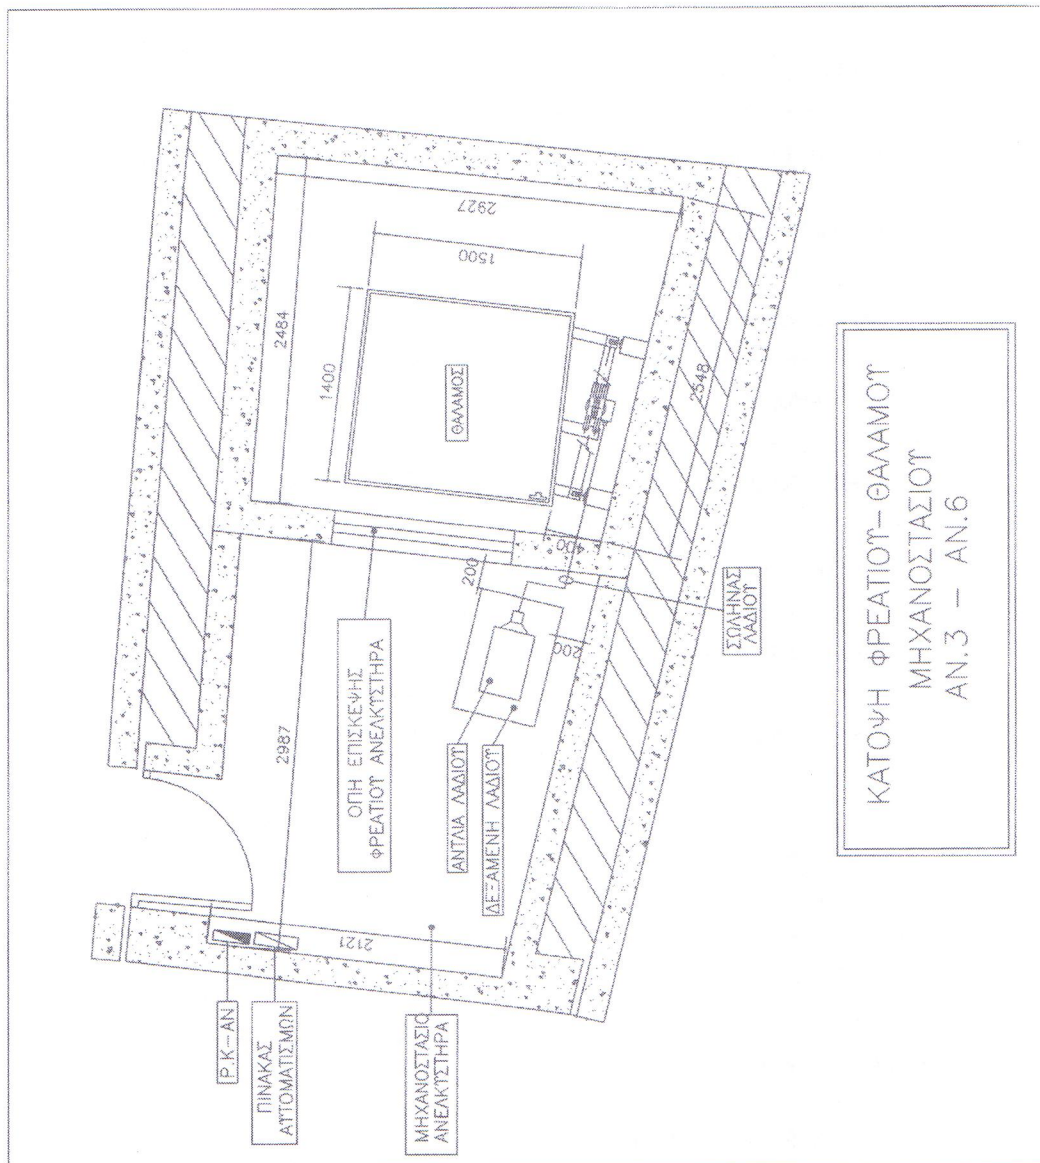 ΚΑΤΟΨΗ ΦΡΕΑΤΙΟΥ-ΘΑΛΑΜΟΥ
ΜΗΧΑΝΟΣΤΑΣΙΟΥ
ΑΝ.3 - ΑΝ.6
Ρ.Κ-ΑΝ
ΠΙΝΑΚΑΣ
ΑΥΤΟΜΑΤΙΣΜΩΝ
ΜΗΧΑΝΟΣΤΑΣΙΟ
ΑΝΕΛΚΥΣΤΗΡΑ
2121
2987
ΟΠΗ ΕΠΙΣΚΕΨΗΣ
ΦΡΕΑΤΙΟΥ ΑΝΕΛΚΥΣΤΗΡΑ
ΑΝΤΛΙΑ ΛΑΔΙΟΥ
ΔΕΞΑΜΕΝΗ ΛΑΔΙΟΥ
200
200
400
0
ΣΩΛΗΝΑΣ
ΛΑΔΙΟΥ
2484
1400
ΘΑΛΑΜΟΣ
1500
2927
2548